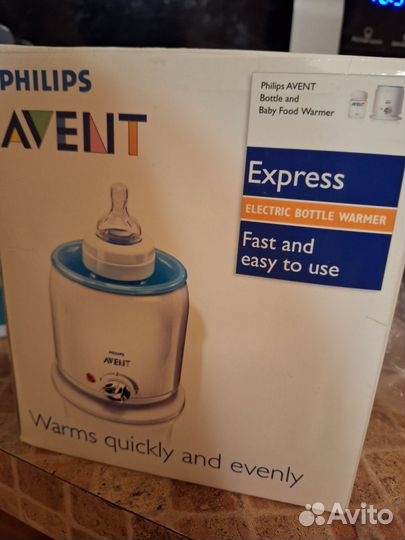 PHILIPS
AVENT
Philips AVENT
Bottle and
Baby Food Warmer
Express
ELECTRIC BOTTLE WARMER
Fast and
easy to use
PHILIPS
AVENT
Warms quickly and evenly
Avito